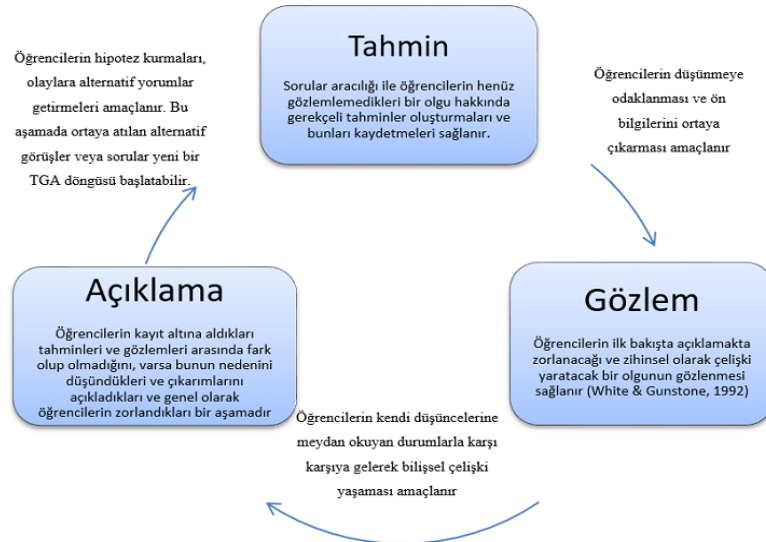 Tahmin
Sorular aracılığı ile öğrencilerin henüz
gözlemlemedikleri bir olgu hakkında
gerekçeli tahminler oluşturmaları ve
bunları kaydetmeleri sağlanır.
Öğrencilerin düşünmeye
odaklanması ve ön
bilgilerini ortaya
çıkarması amaçlanır
Gözlem
Öğrencilerin ilk bakışta açıklamakta
zorlanacağı ve zihinsel olarak çelişki
yaratacak bir olgunun gözlenmesi
sağlanır (White & Gunstone, 1992)
Öğrencilerin kendi düşüncelerine
meydan okuyan durumlarla karşı
karşıya gelerek bilişsel çelişki
yaşaması amaçlanır
Açıklama
Öğrencilerin kayıt altına aldıkları
tahminleri ve gözlemleri arasında fark
olup olmadığını, varsa bunun nedenini
düşündükleri ve çıkarımlarını
açıkladıkları ve genel olarak
öğrencilerin zorlandıkları bir aşamadır
Öğrencilerin hipotez kurmaları,
olaylara alternatif yorumlar
getirmeleri amaçlanır. Bu
aşamada ortaya atılan alternatif
görüşler veya sorular yeni bir
TGA döngüsü başlatabilir.